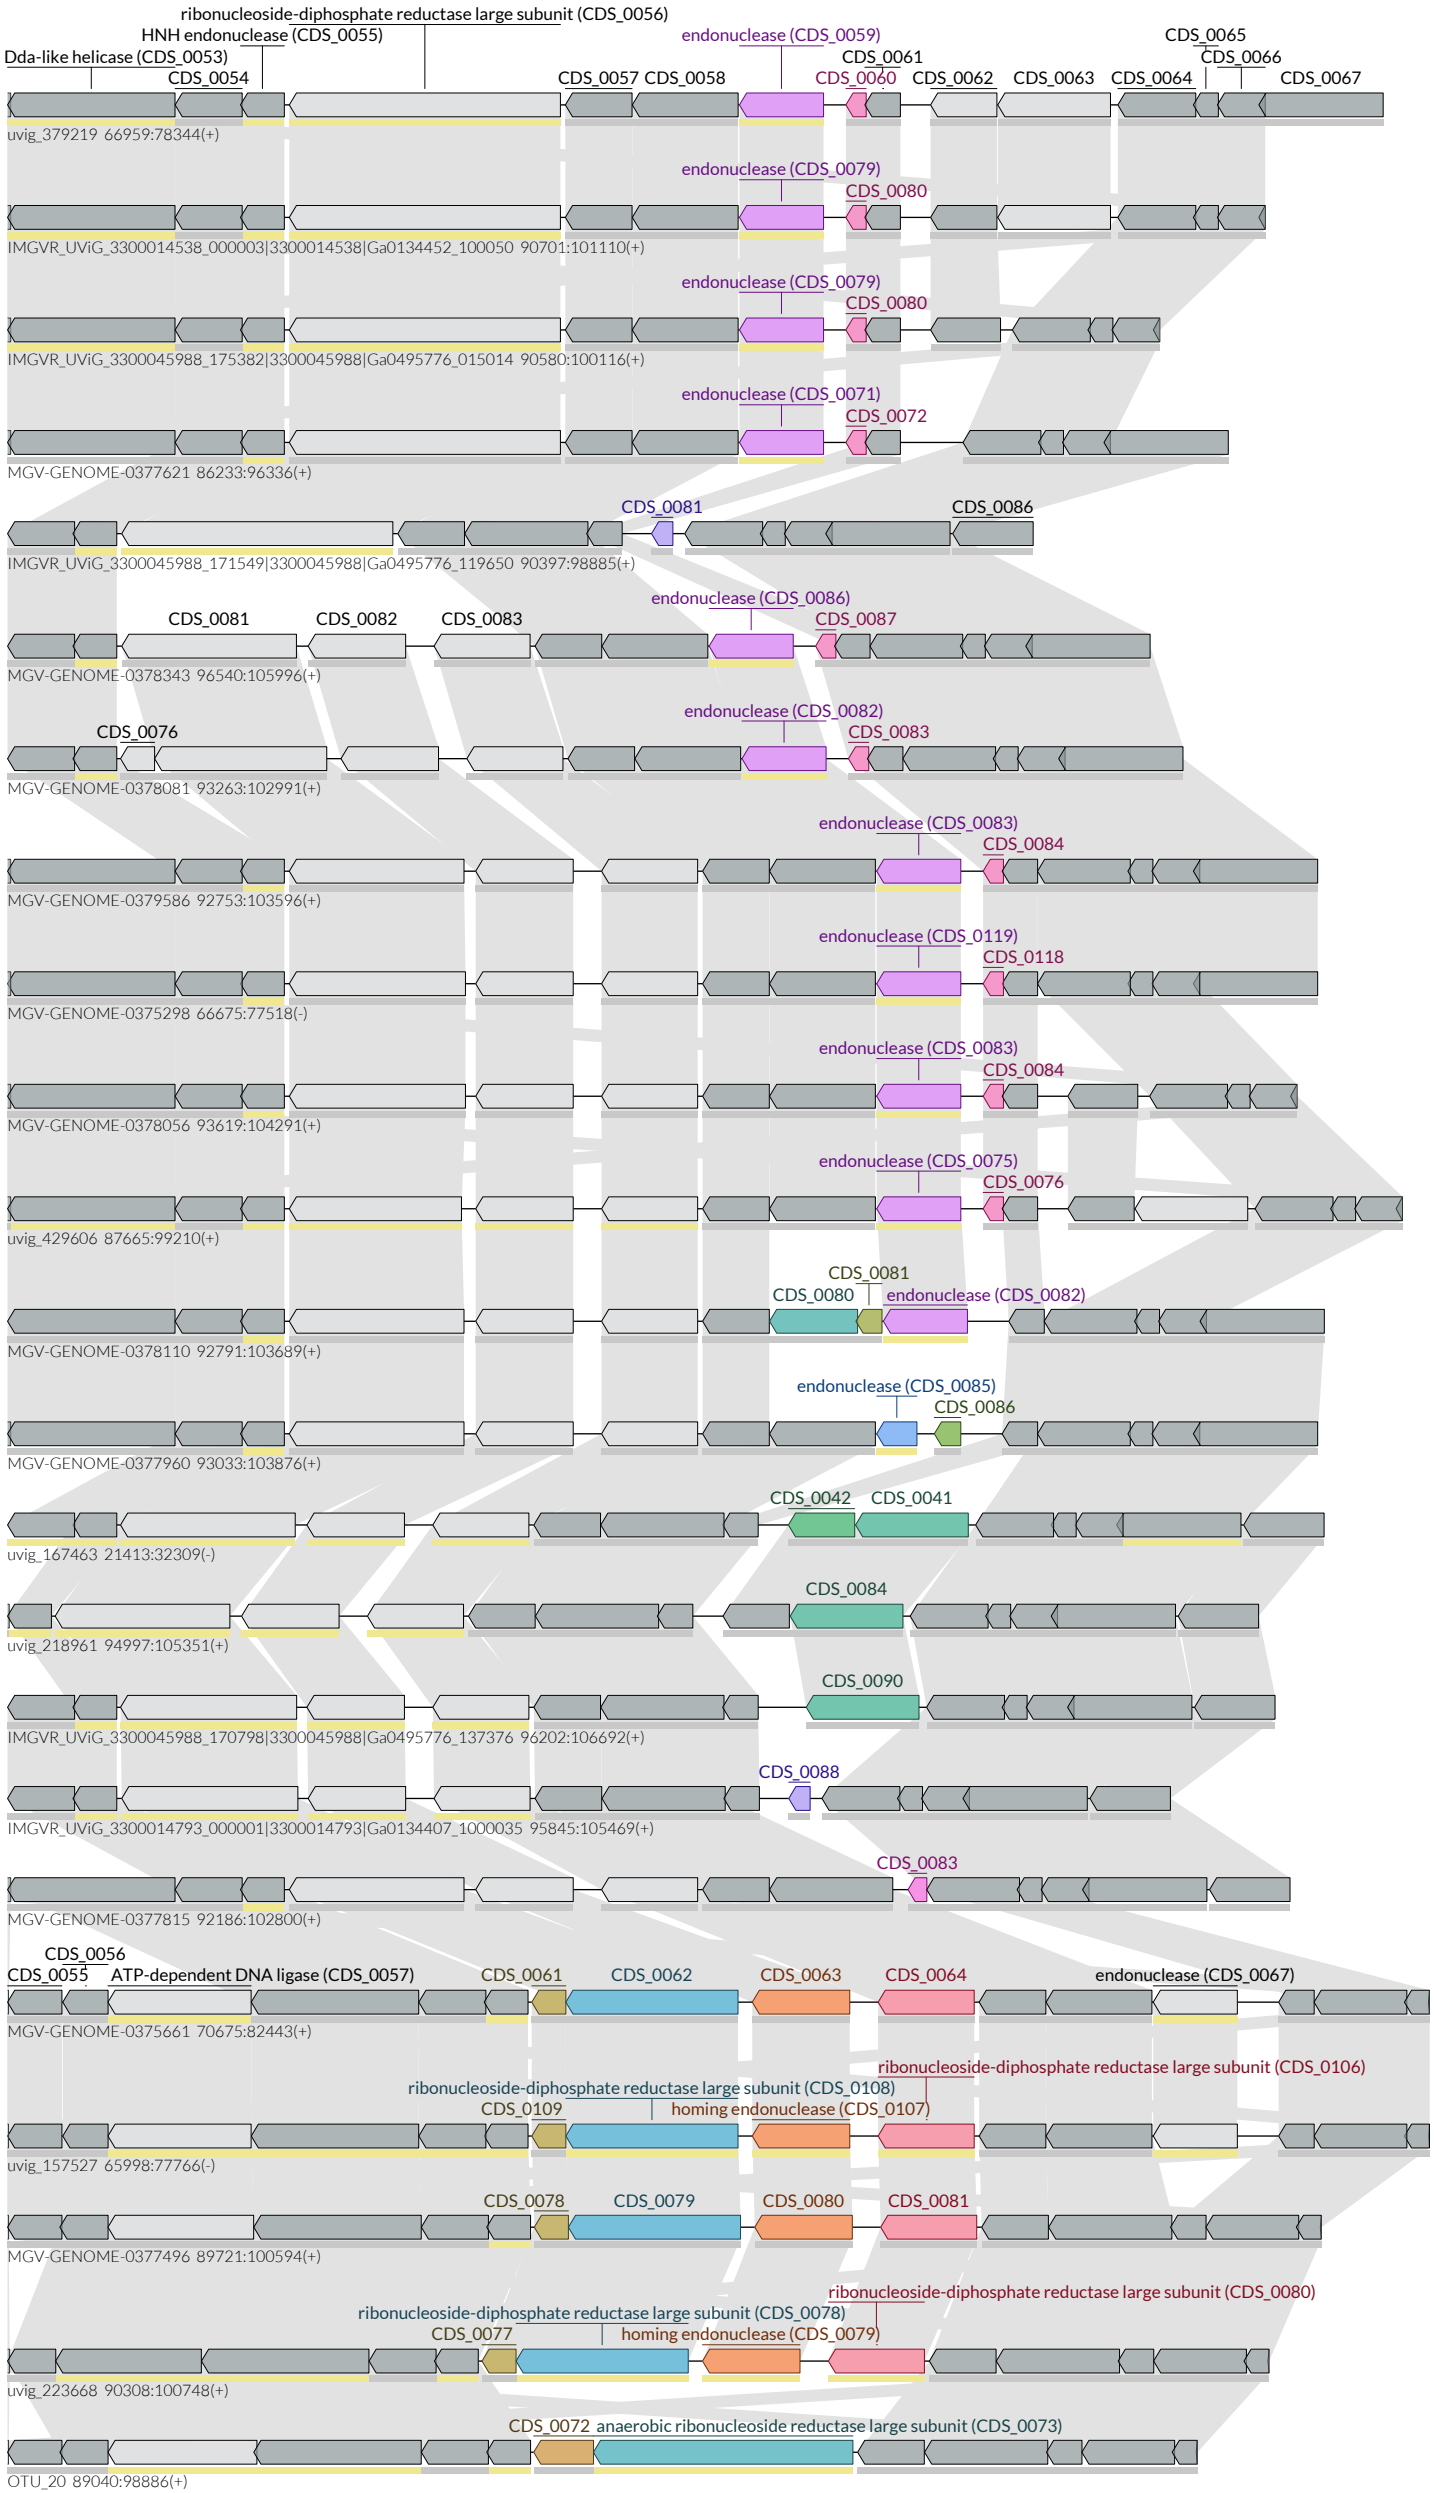 ribonucleoside-diphosphate reductase large subunit (CDS_0056)
HNH endonuclease (CDS_0055) endonuclease (CDS_0059) CDS_0065
Dda-like helicase (CDS_0053) CDS_0061 CDS_0066
CDS_0054 CDS_0057 CDS_0058 CDS_0060 CDS_0062 CDS_0063 CDS_0064 CDS_0067
uvig_379219 66959:78344(+)
endonuclease (CDS_0079)
CDS_0080
IMGVR_UViG_3300014538_000003|3300014538|Ga0134452_100050 90701:101110(+)
endonuclease (CDS_0079)
CDS_0080
IMGVR_UViG_3300045988_175382|3300045988|Ga0495776_015014 90580:100116(+)
endonuclease (CDS_0071)
CDS_0072
MGV-GENOME-0377621 86233:96336(+)
CDS_0081 CDS_0086
IMGVR_UViG_3300045988_171549|3300045988|Ga0495776_119650 90397:98885(+)
endonuclease (CDS_0086)
CDS_0081 CDS_0082 CDS_0083 CDS_0087
MGV-GENOME-0378343 96540:105996(+)
endonuclease (CDS_0082)
CDS_0076 CDS_0083
MGV-GENOME-0378081 93263:102991(+)
endonuclease (CDS_0083)
CDS_0084
MGV-GENOME-0379586 92753:103596(+)
endonuclease (CDS_0119)
CDS_0118
MGV-GENOME-0375298 66675:77518(-)
endonuclease (CDS_0083)
CDS_0084
MGV-GENOME-0378056 93619:104291(+)
endonuclease (CDS_0075)
CDS_0076
uvig_429606 87665:99210(+)
CDS_0081
CDS_0080 endonuclease (CDS_0082)
MGV-GENOME-0378110 92791:103689(+)
endonuclease (CDS_0085)
CDS_0086
MGV-GENOME-0377960 93033:103876(+)
CDS_0042 CDS_0041
uvig_167463 21413:32309(-)
CDS_0084
uvig_218961 94997:105351(+)
CDS_0090
IMGVR_UViG_3300045988_170798|3300045988|Ga0495776_137376 96202:106692(+)
CDS_0088
IMGVR_UViG_3300014793_000001|3300014793|Ga0134407_1000035 95845:105469(+)
CDS_0083
MGV-GENOME-0377815 92186:102800(+)
CDS_0056
CDS_0055 ATP-dependent DNA ligase (CDS_0057) CDS_0061 CDS_0062 CDS_0063 CDS_0064 endonuclease (CDS_0067)
MGV-GENOME-0375661 70675:82443(+)
ribonucleoside-diphosphate reductase large subunit (CDS_0106)
ribonucleoside-diphosphate reductase large subunit (CDS_0108)
CDS_0109 homing endonuclease (CDS_0107)
uvig_157527 65998:77766(-)
CDS_0078 CDS_0079 CDS_0080 CDS_0081
MGV-GENOME-0377496 89721:100594(+)
ribonucleoside-diphosphate reductase large subunit (CDS_0080)
ribonucleoside-diphosphate reductase large subunit (CDS_0078)
CDS_0077 homing endonuclease (CDS_0079)
uvig_223668 90308:100748(+)
CDS_0072 anaerobic ribonucleoside reductase large subunit (CDS_0073)
OTU_20 89040:98886(+)